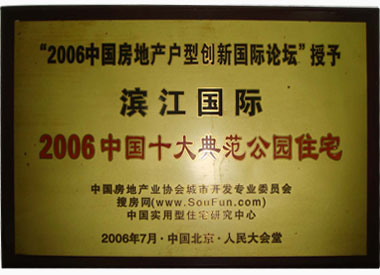 “2006中国房地产户型创新国际论坛”授予
滨江国际
2006中国十大典范公园住宅
中国房地产业协会城市开发专业委员会
搜房网(www.SouFun.com)
中国实用型住宅研究中心
2006年7月·中国北京·人民大会堂